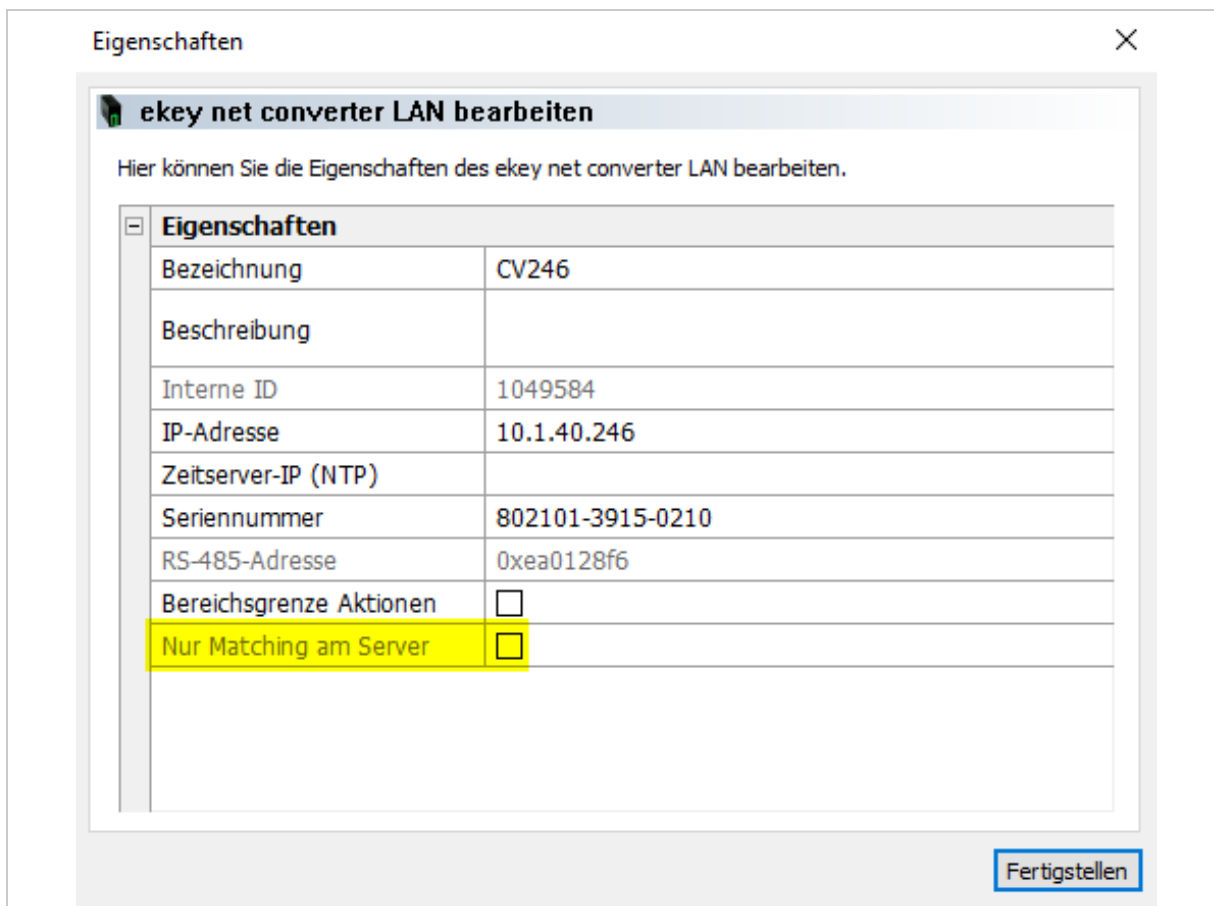 Eigenschaften
ekey net converter LAN bearbeiten
Hier können Sie die Eigenschaften des ekey net converter LAN bearbeiten.
Eigenschaften
Bezeichnung CV246
Beschreibung
Interne ID 1049584
IP-Adresse 10.1.40.246
Zeitserver-IP (NTP)
Seriennummer 802101-3915-0210
RS-485-Adresse 0xea0128f6
Bereichsgrenze Aktionen
Nur Matching am Server
Fertigstellen